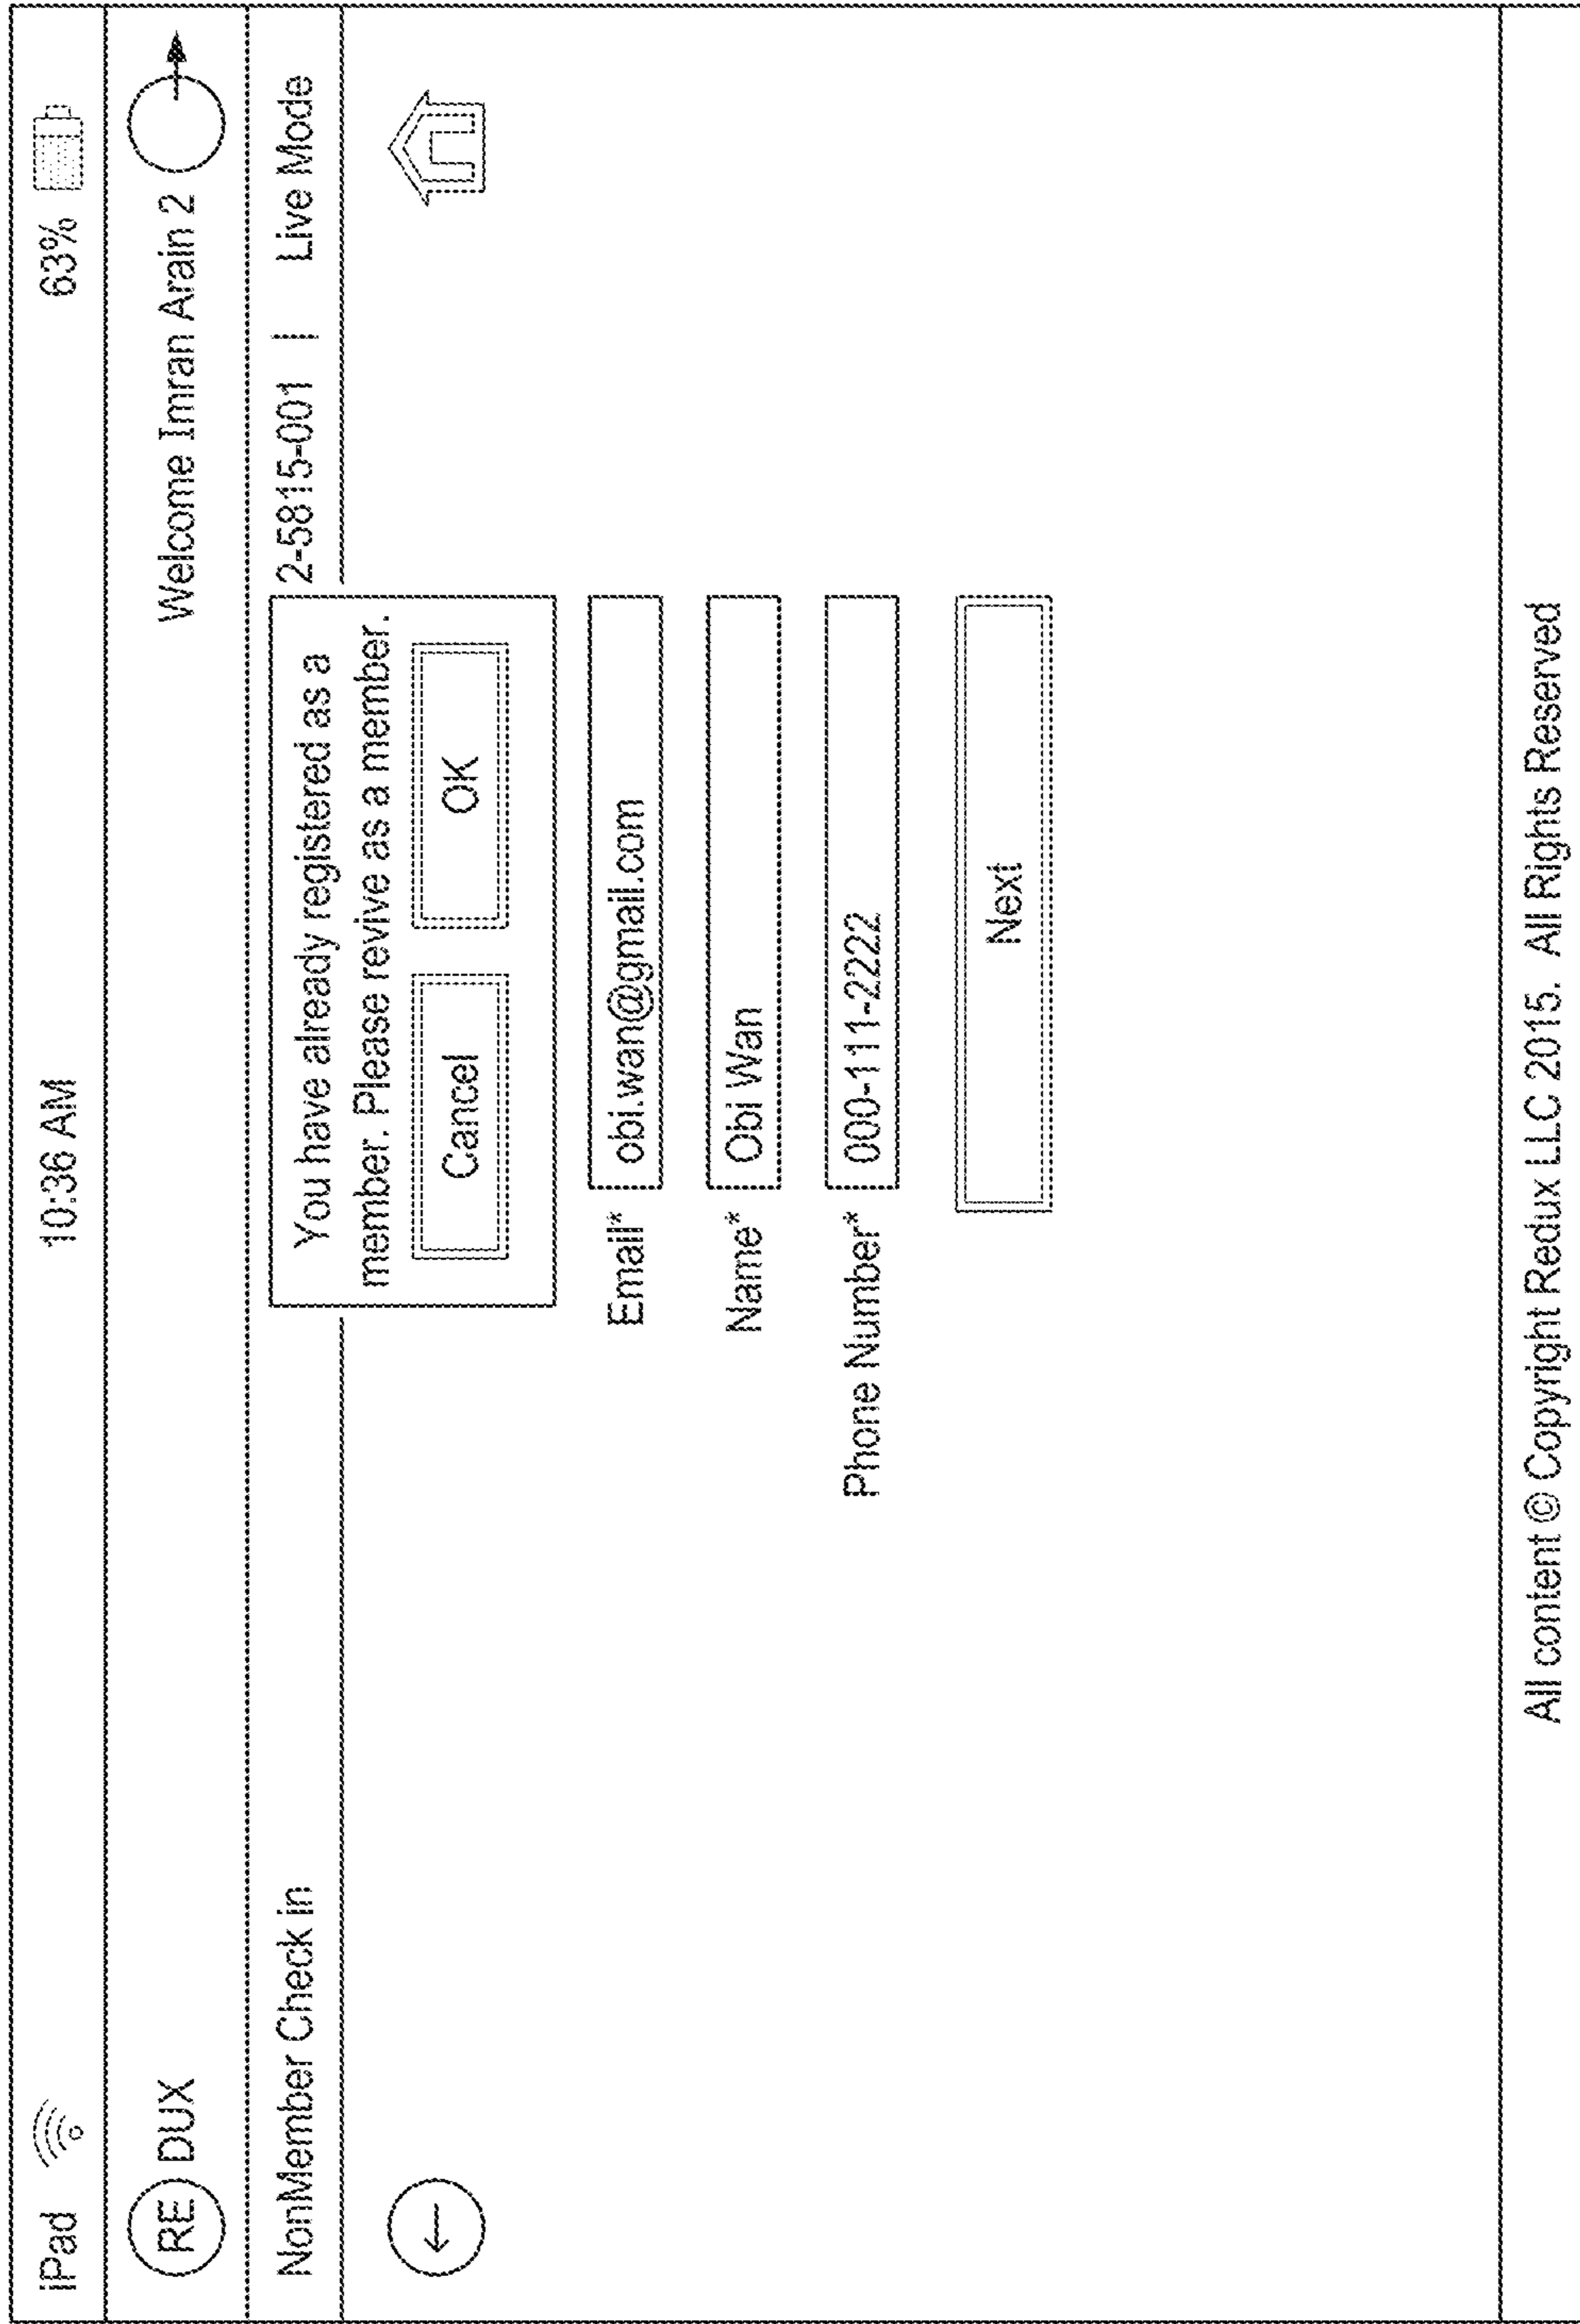 iPad 10:36 AM 63%
RE DUX Welcome Imran Arain 2
NonMember Check in 2-5815-001 | Live Mode
You have already registered as a
member. Please revive as a member.
Cancel OK
Email* obi.wan@gmail.com
Name* Obi Wan
Phone Number* 000-111-2222
Next
All content © Copyright Redux LLC 2015. All Rights Reserved